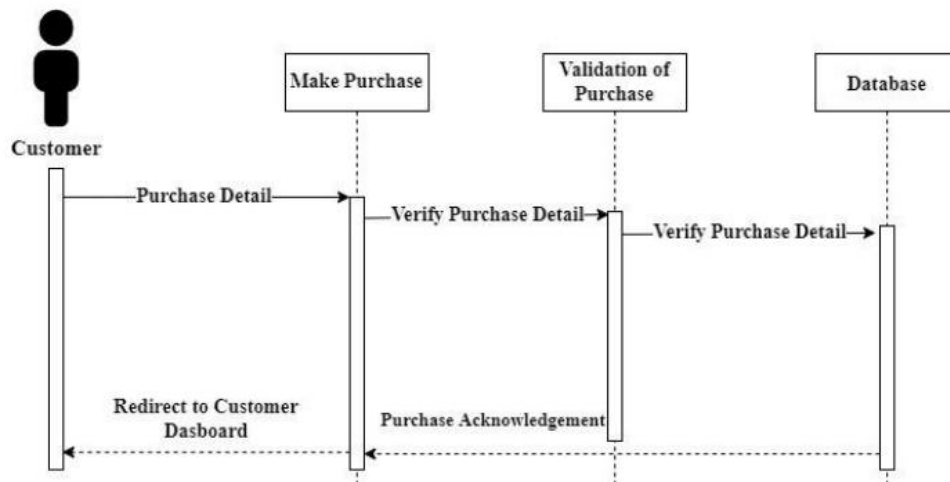 Make Purchase
Validation of
Purchase
Database
Customer
Purchase Detail
Verify Purchase Detail
Verify Purchase Detail
Redirect to Customer
Dasboard
Purchase Acknowledgement